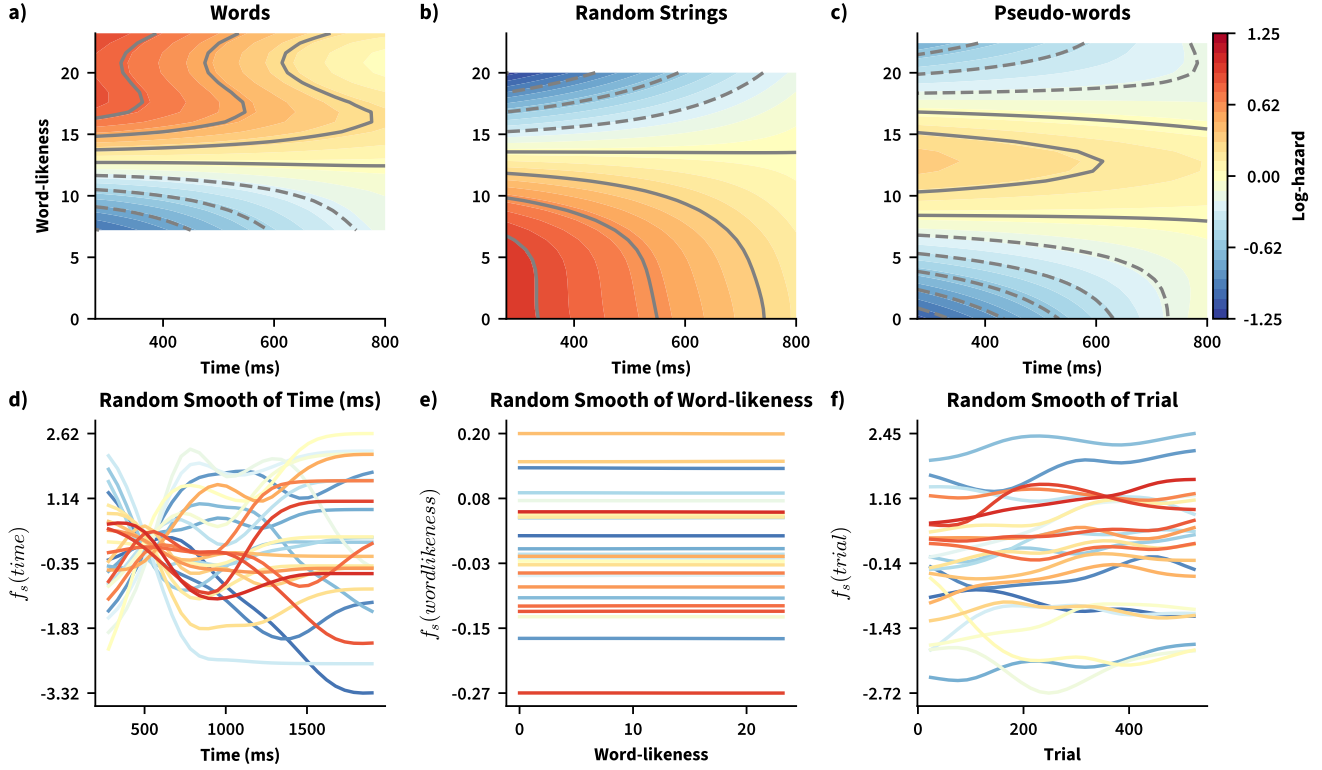 a) Words
b) Random Strings
c) Pseudo-words
Word-likeness
20
15
10
5
0
400 600 800
Time (ms)
20
15
10
5
0
400 600 800
Time (ms)
20
15
10
5
0
400 600 800
Time (ms)
1.25
0.62
0.00
-0.62
-1.25
Log-hazard
d) Random Smooth of Time (ms)
e) Random Smooth of Word-likeness
f) Random Smooth of Trial
f_s(time)
2.62
1.14
-0.35
-1.83
-3.32
500 1000 1500
Time (ms)
f_s(wordlikeness)
0.20
0.08
-0.03
-0.15
-0.27
0 10 20
Word-likeness
f_s(trial)
2.45
1.16
-0.14
-1.43
-2.72
0 200 400
Trial